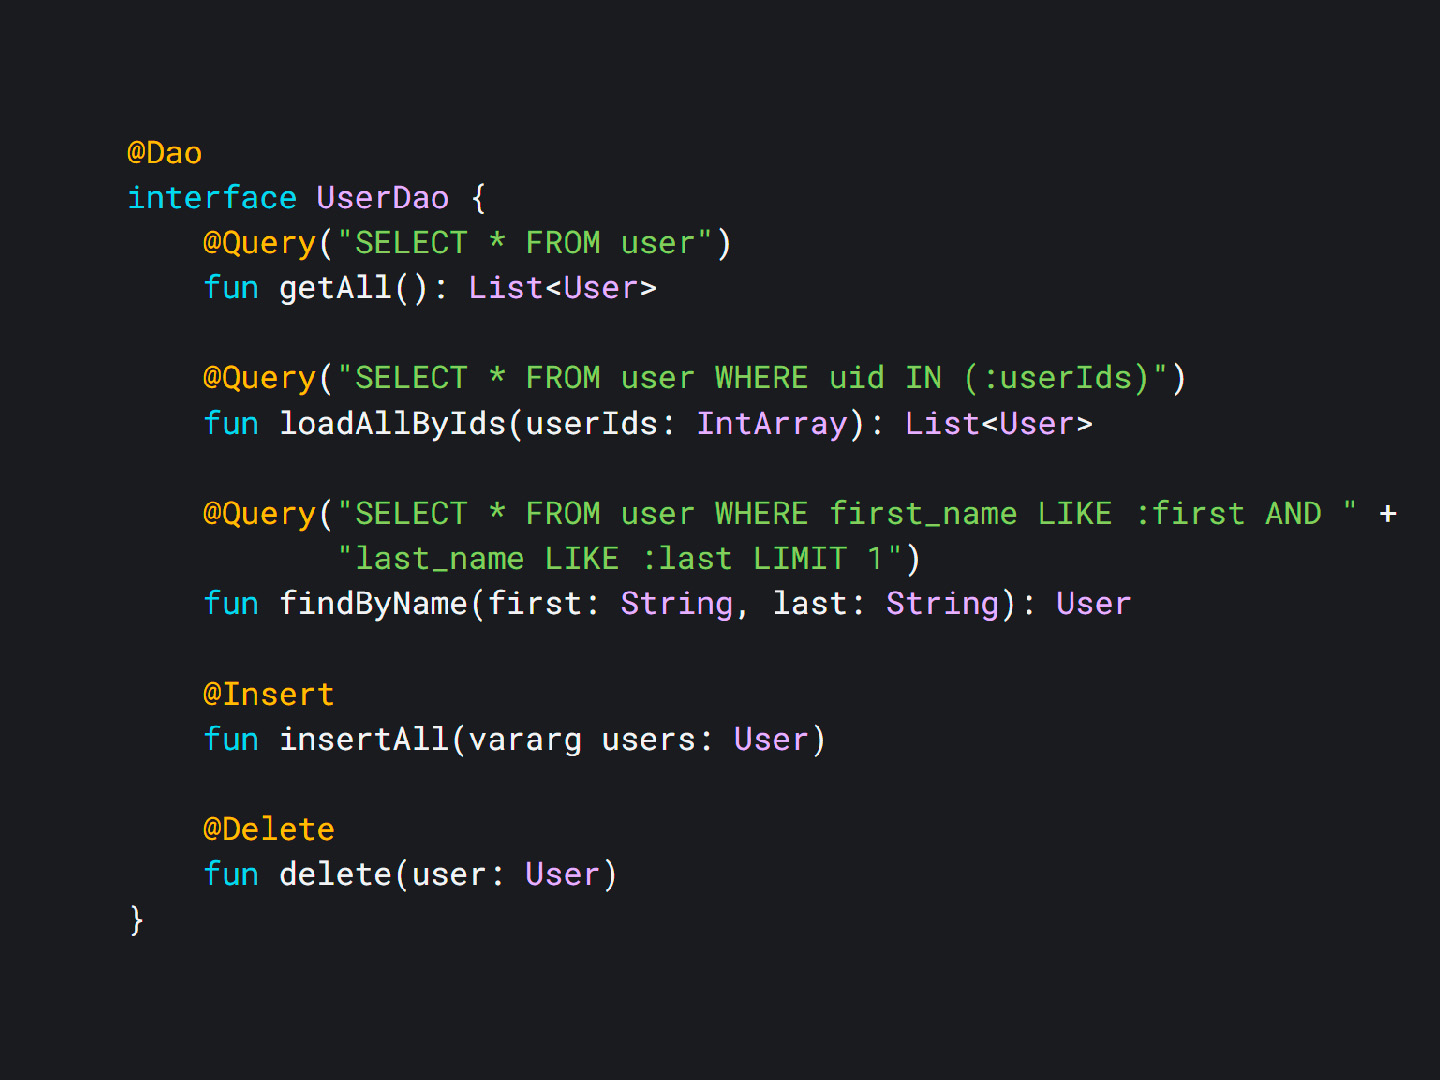 @Dao
interface UserDao {
    @Query("SELECT * FROM user")
    fun getAll(): List<User>

    @Query("SELECT * FROM user WHERE uid IN (:userIds)")
    fun loadAllByIds(userIds: IntArray): List<User>

    @Query("SELECT * FROM user WHERE first_name LIKE :first AND " +
           "last_name LIKE :last LIMIT 1")
    fun findByName(first: String, last: String): User

    @Insert
    fun insertAll(vararg users: User)

    @Delete
    fun delete(user: User)
}